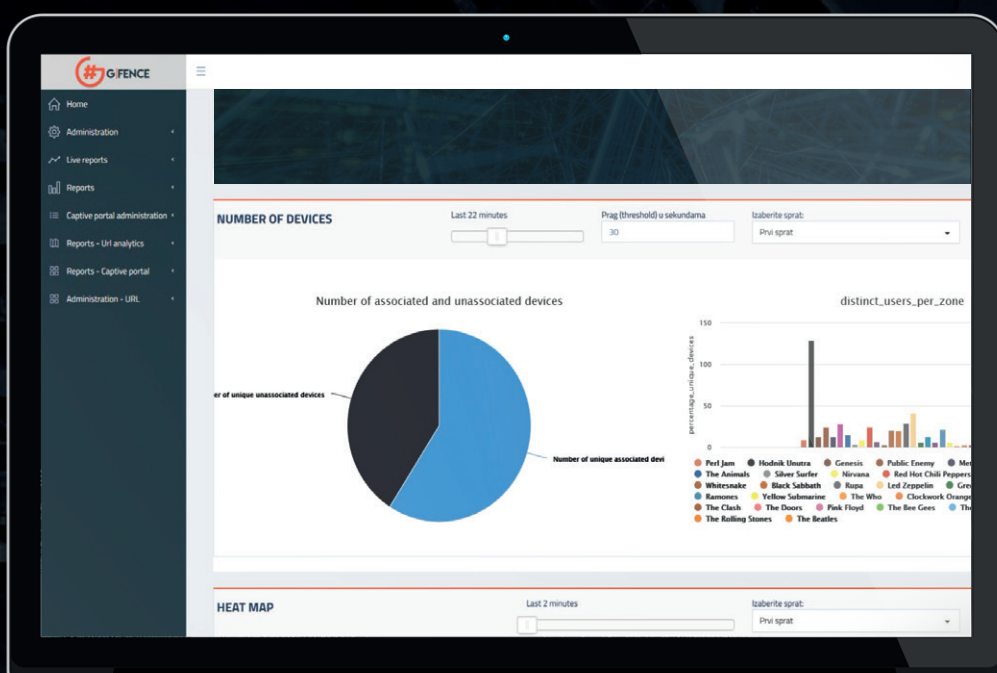 G|FENCE
Home
Administration
Live reports
Reports
Captive portal administration
Reports - Url analytics
Reports - Captive portal
Administration - URL
NUMBER OF DEVICES
Last 22 minutes
Prag (threshold) u sekundama
30
Izaberite sprat:
Prvi sprat
Number of associated and unassociated devices
er of unique unassociated devices
Number of unique associated devi
distinct_users_per_zone
percentage_unique_devices
150
100
50
0
Perl Jam Hodnik Unutra Genesis Public Enemy Me
The Animals Silver Surfer Nirvana Red Hot Chili Peppers
Whitesnake Black Sabbath Rupa Led Zeppelin Gre
Ramones Yellow Submarine The Who Clockwork Orange
The Clash The Doors Pink Floyd The Bee Gees The
The Rolling Stones The Beatles
HEAT MAP
Last 2 minutes
Izaberite sprat:
Prvi sprat